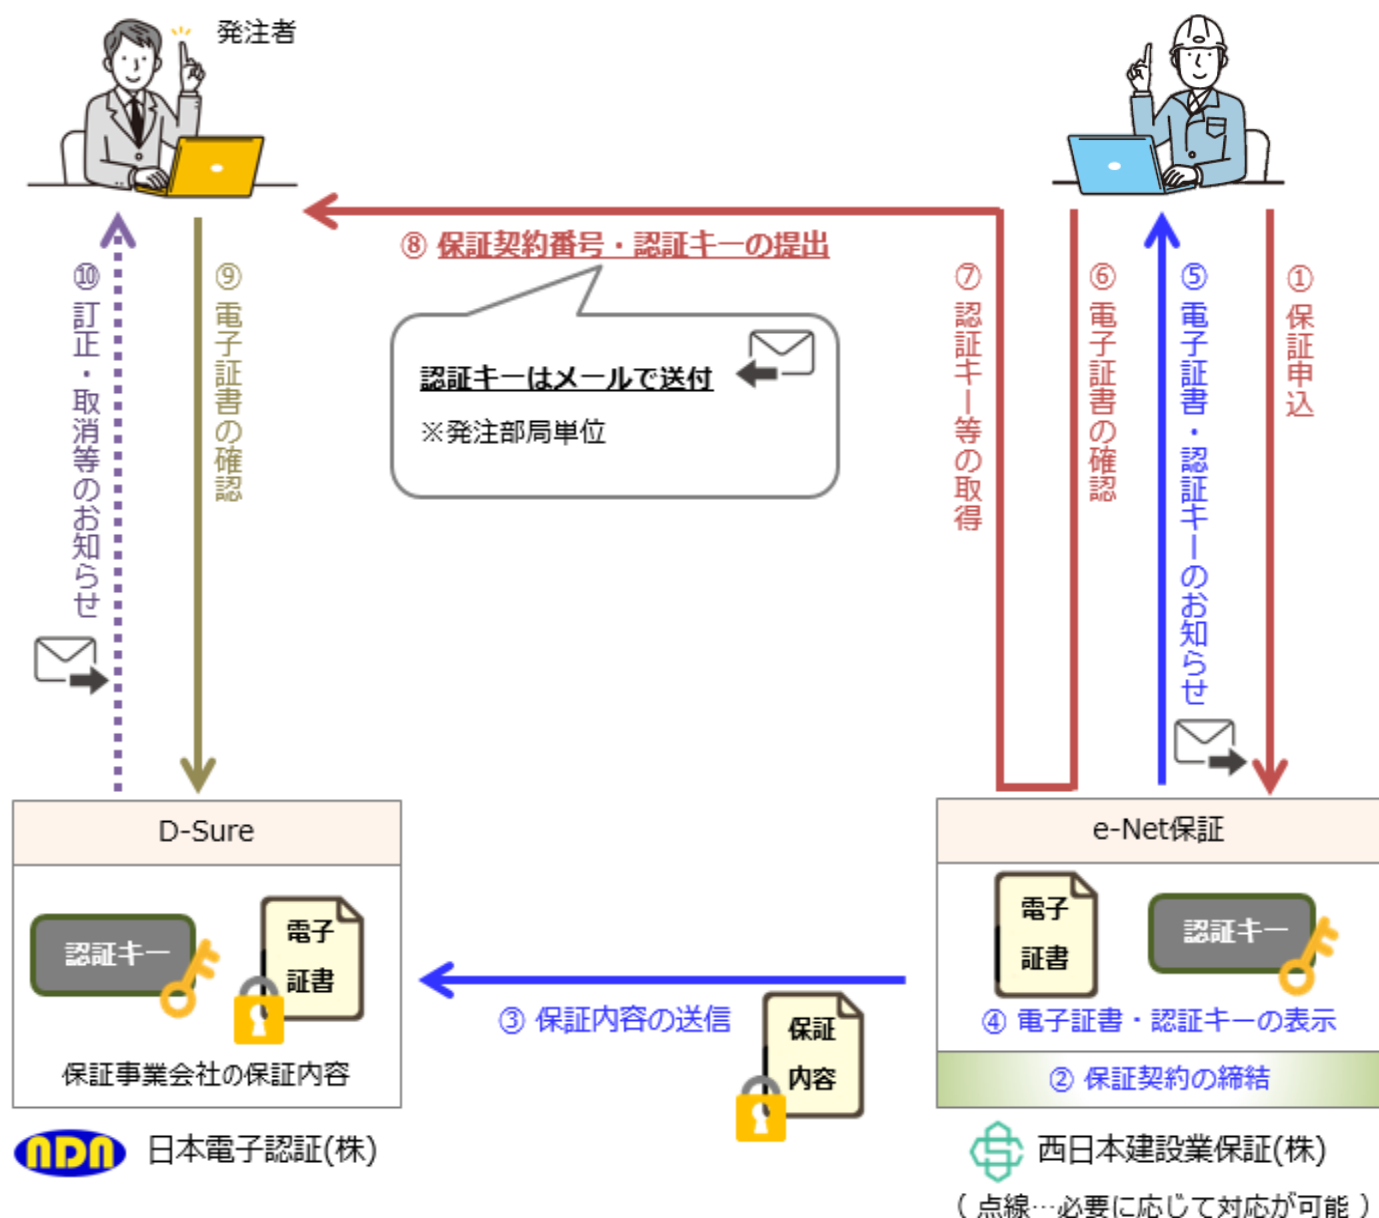 発注者
⑧ 保証契約番号・認証キーの提出
認証キーはメールで送付
※発注部局単位
⑩ 訂正・取消等のお知らせ
⑨ 電子証書の確認
⑦ 認証キー等の取得
⑥ 電子証書の確認
⑤ 電子証書・認証キーのお知らせ
① 保証申込
D-Sure
認証キー
電子
証書
保証事業会社の保証内容
NDN 日本電子認証(株)
③ 保証内容の送信
保証
内容
e-Net保証
電子
証書
認証キー
④ 電子証書・認証キーの表示
② 保証契約の締結
西日本建設業保証(株)
( 点線…必要に応じて対応が可能 )